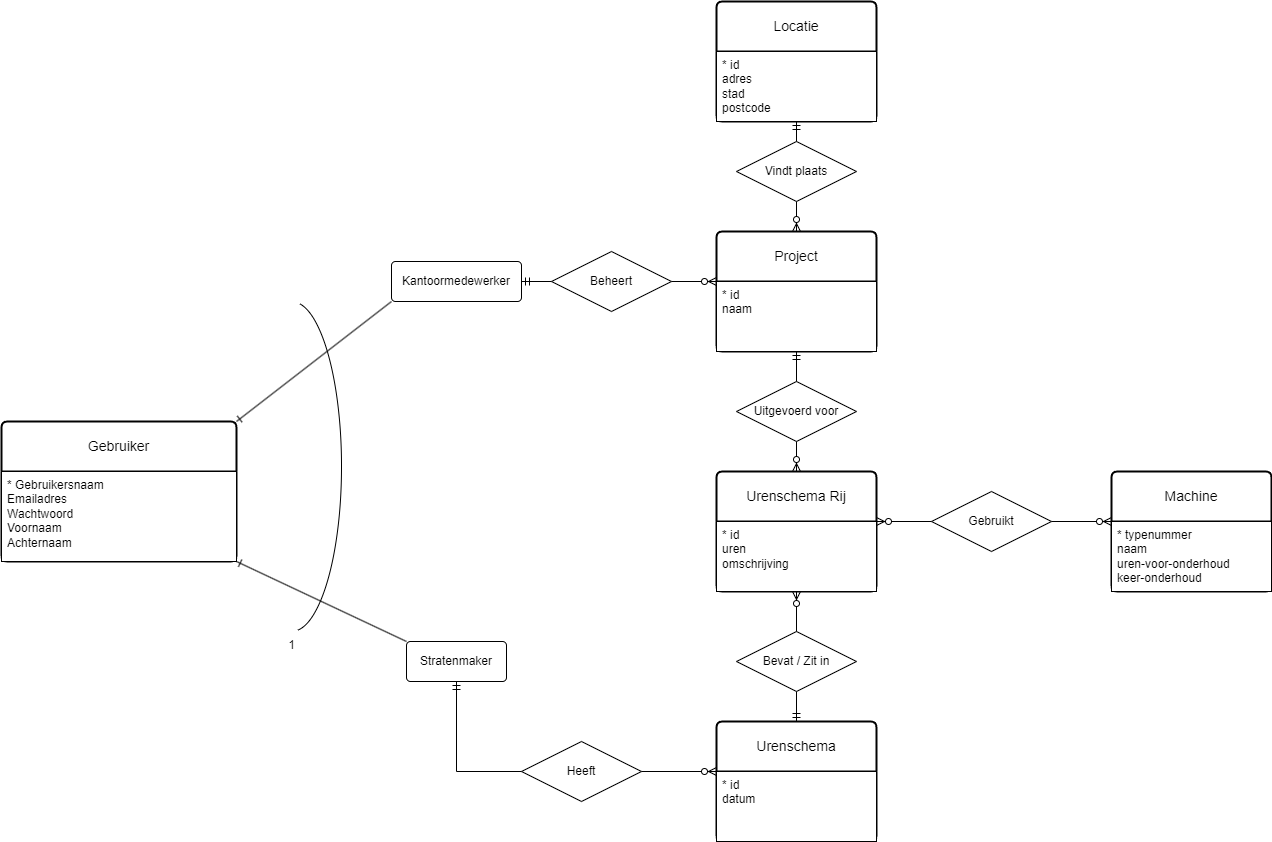 Locatie
* id
adres
stad
postcode
Vindt plaats
Project
* id
naam
Kantoormedewerker
Beheert
Uitgevoerd voor
Gebruiker
* Gebuikersnaam
Emailadres
Wachtwoord
Voornaam
Achternaam
1
Urenschema Rij
* id
uren
omschrijving
Gebruikt
Machine
* typenummer
naam
uren-voor-onderhoud
keer-onderhoud
Bevat / Zit in
Stratenmaker
Heeft
Urenschema
* id
datum